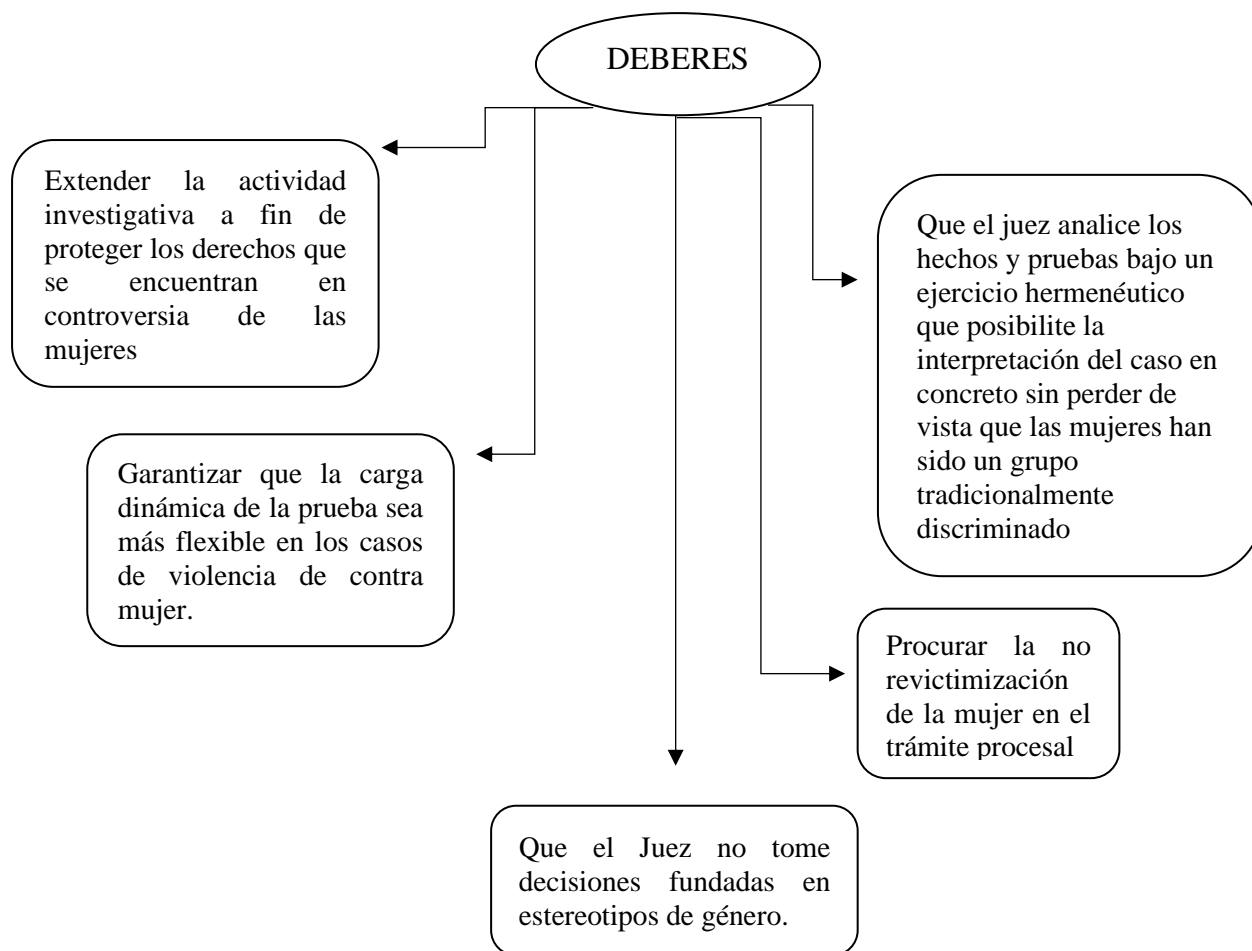 DEBERES
Extender la actividad
investigativa a fin de
proteger los derechos que
se encuentran en
controversia de las
mujeres
Que el juez analice los
hechos y pruebas bajo un
ejercicio hermenéutico
que posibilite la
interpretación del caso en
concreto sin perder de
vista que las mujeres han
sido un grupo
tradicionalmente
discriminado
Garantizar que la carga
dinámica de la prueba sea
más flexible en los casos
de violencia de contra
mujer.
Procurar la no
revictimización
de la mujer en el
trámite procesal
Que el Juez no tome
decisiones fundadas en
estereotipos de género.